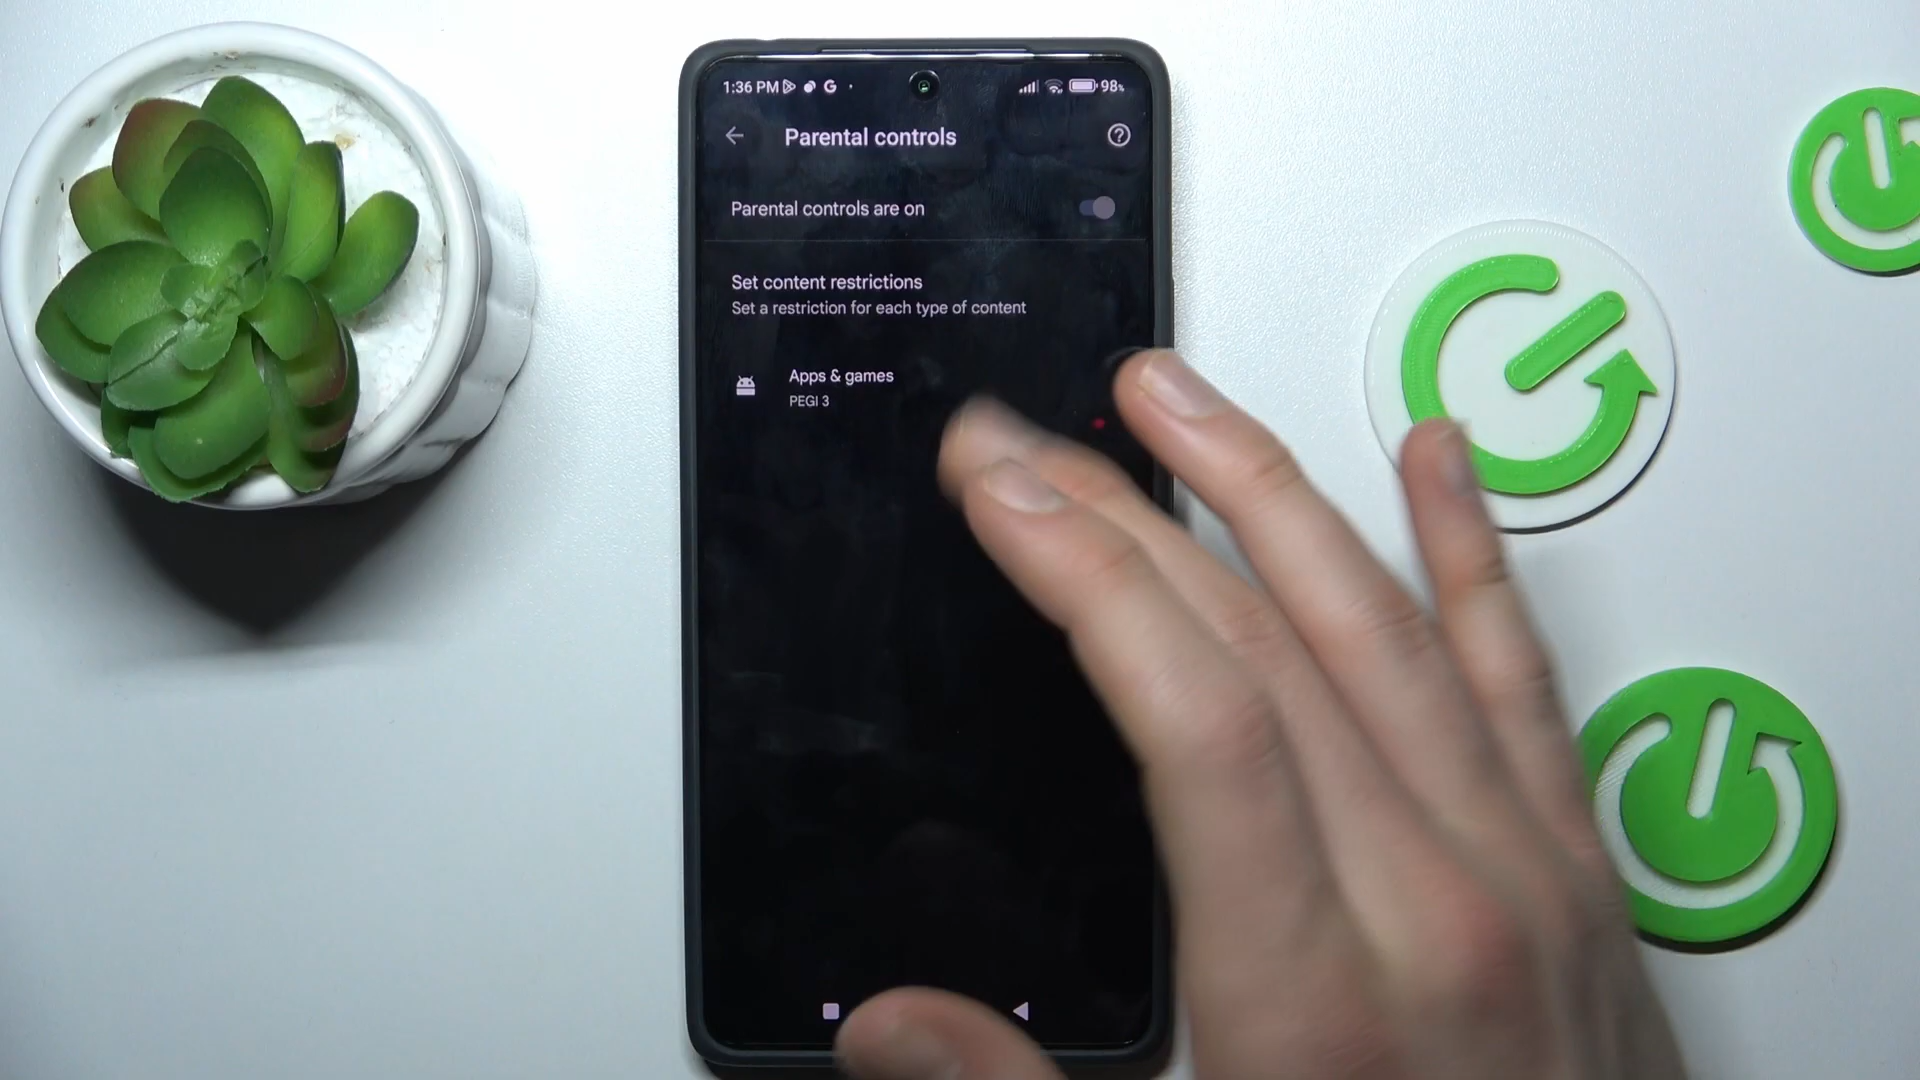 1:36 PM G 98%
Parental controls
Parental controls are on
Set content restrictions
Set a restriction for each type of content
Apps & games
PEGI 3